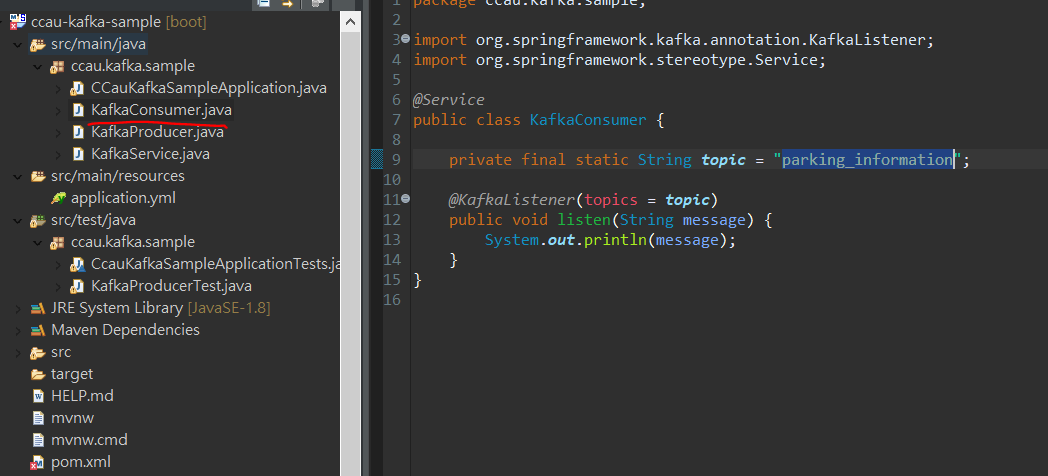 ccau-kafka-sample [boot]
src/main/java
ccau.kafka.sample
CCauKafkaSampleApplication.java
KafkaConsumer.java
KafkaProducer.java
KafkaService.java
src/main/resources
application.yml
src/test/java
ccau.kafka.sample
CcauKafkaSampleApplicationTests.ja
KafkaProducerTest.java
JRE System Library [JavaSE-1.8]
Maven Dependencies
src
target
HELP.md
mvnw
mvnw.cmd
pom.xml
1 package ccau.kafka.sample;
2
3 import org.springframework.kafka.annotation.KafkaListener;
4 import org.springframework.stereotype.Service;
5
6 @Service
7 public class KafkaConsumer {
8
9 private final static String topic = "parking_information";
10
11 @KafkaListener(topics = topic)
12 public void listen(String message) {
13 System.out.println(message);
14 }
15 }
16